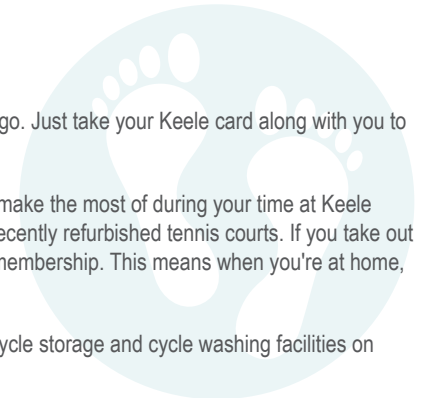 go. Just take your Keele card along with you to
make the most of during your time at Keele
ecently refurbished tennis courts. If you take out
membership. This means when you're at home,
ycle storage and cycle washing facilities on